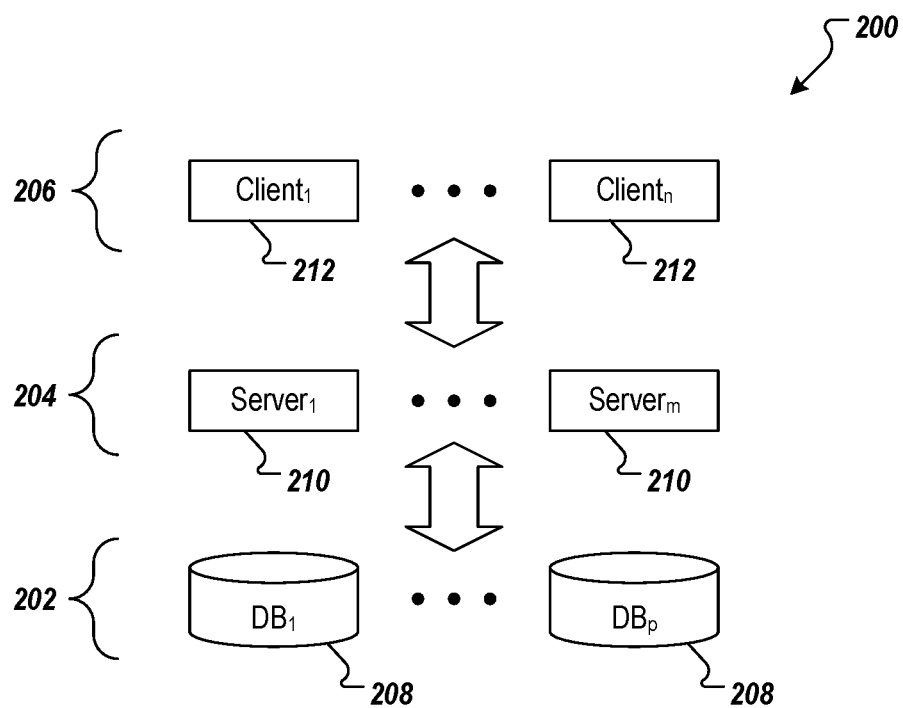 200
206
Client₁ Clientₙ
212 212
204
Server₁ Serverₘ
210 210
202
DB₁ DBₚ
208 208